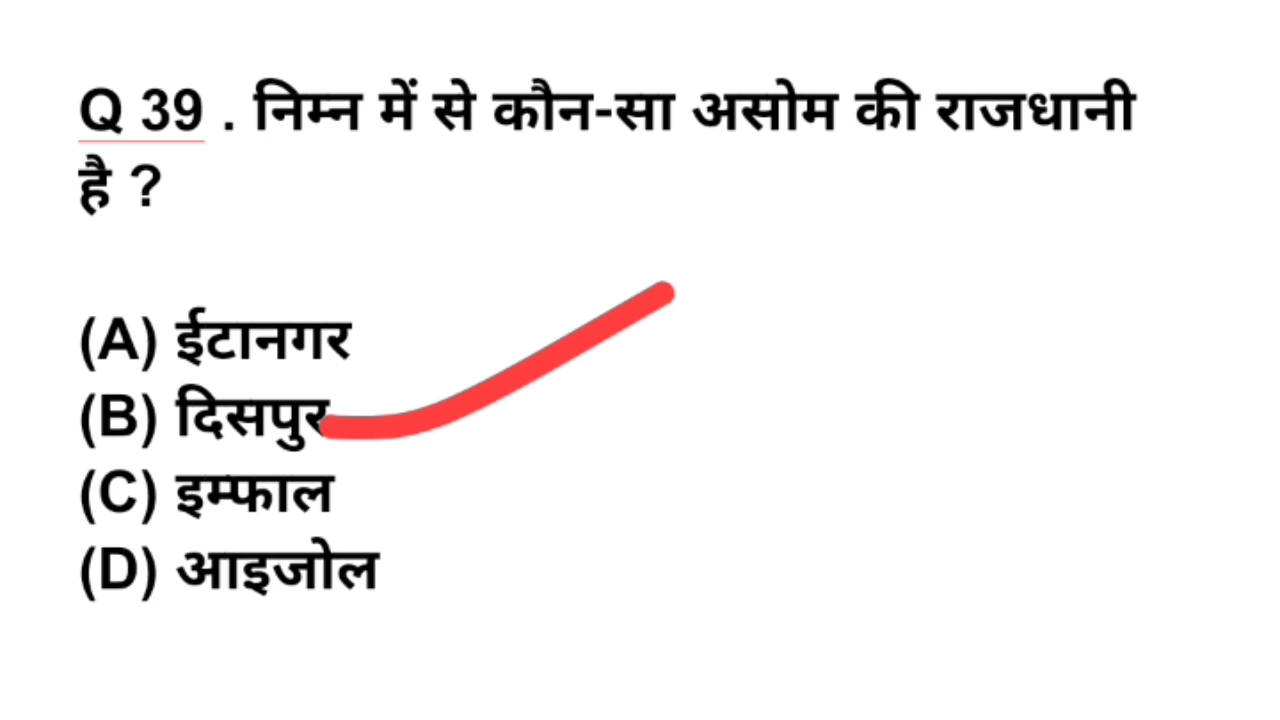 Q 39 . निम्न में से कौन-सा असोम की राजधानी
है ?
(A) ईटानगर
(B) दिसपुर
(C) इम्फाल
(D) आइजोल